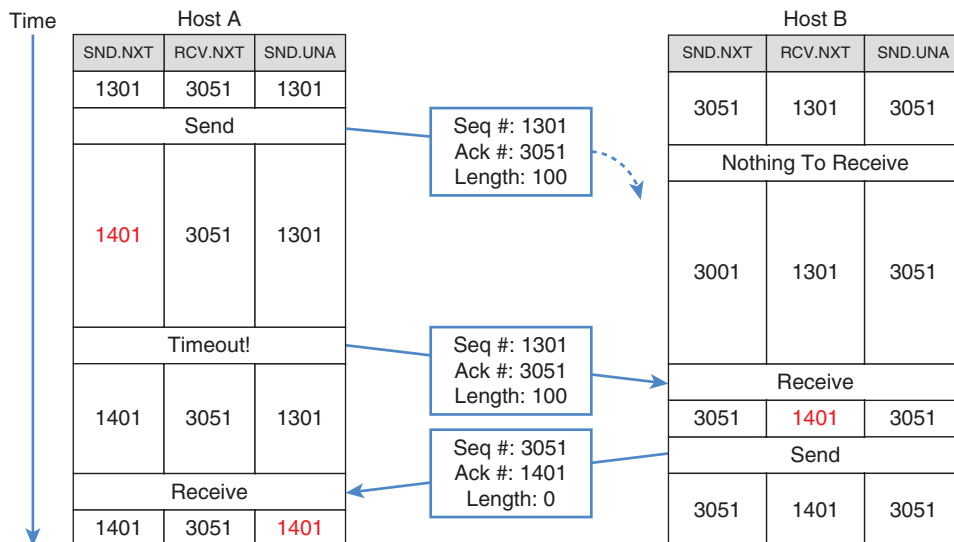 Time
Host A
Host B
SND.NXT RCV.NXT SND.UNA
SND.NXT RCV.NXT SND.UNA
1301 3051 1301
3051 1301 3051
Send
Seq #: 1301
Ack #: 3051
Length: 100
Nothing To Receive
1401 3051 1301
3001 1301 3051
Timeout!
Seq #: 1301
Ack #: 3051
Length: 100
Receive
1401 3051 1301
3051 1401 3051
Send
Seq #: 3051
Ack #: 1401
Length: 0
Receive
3051 1401 3051
1401 3051 1401